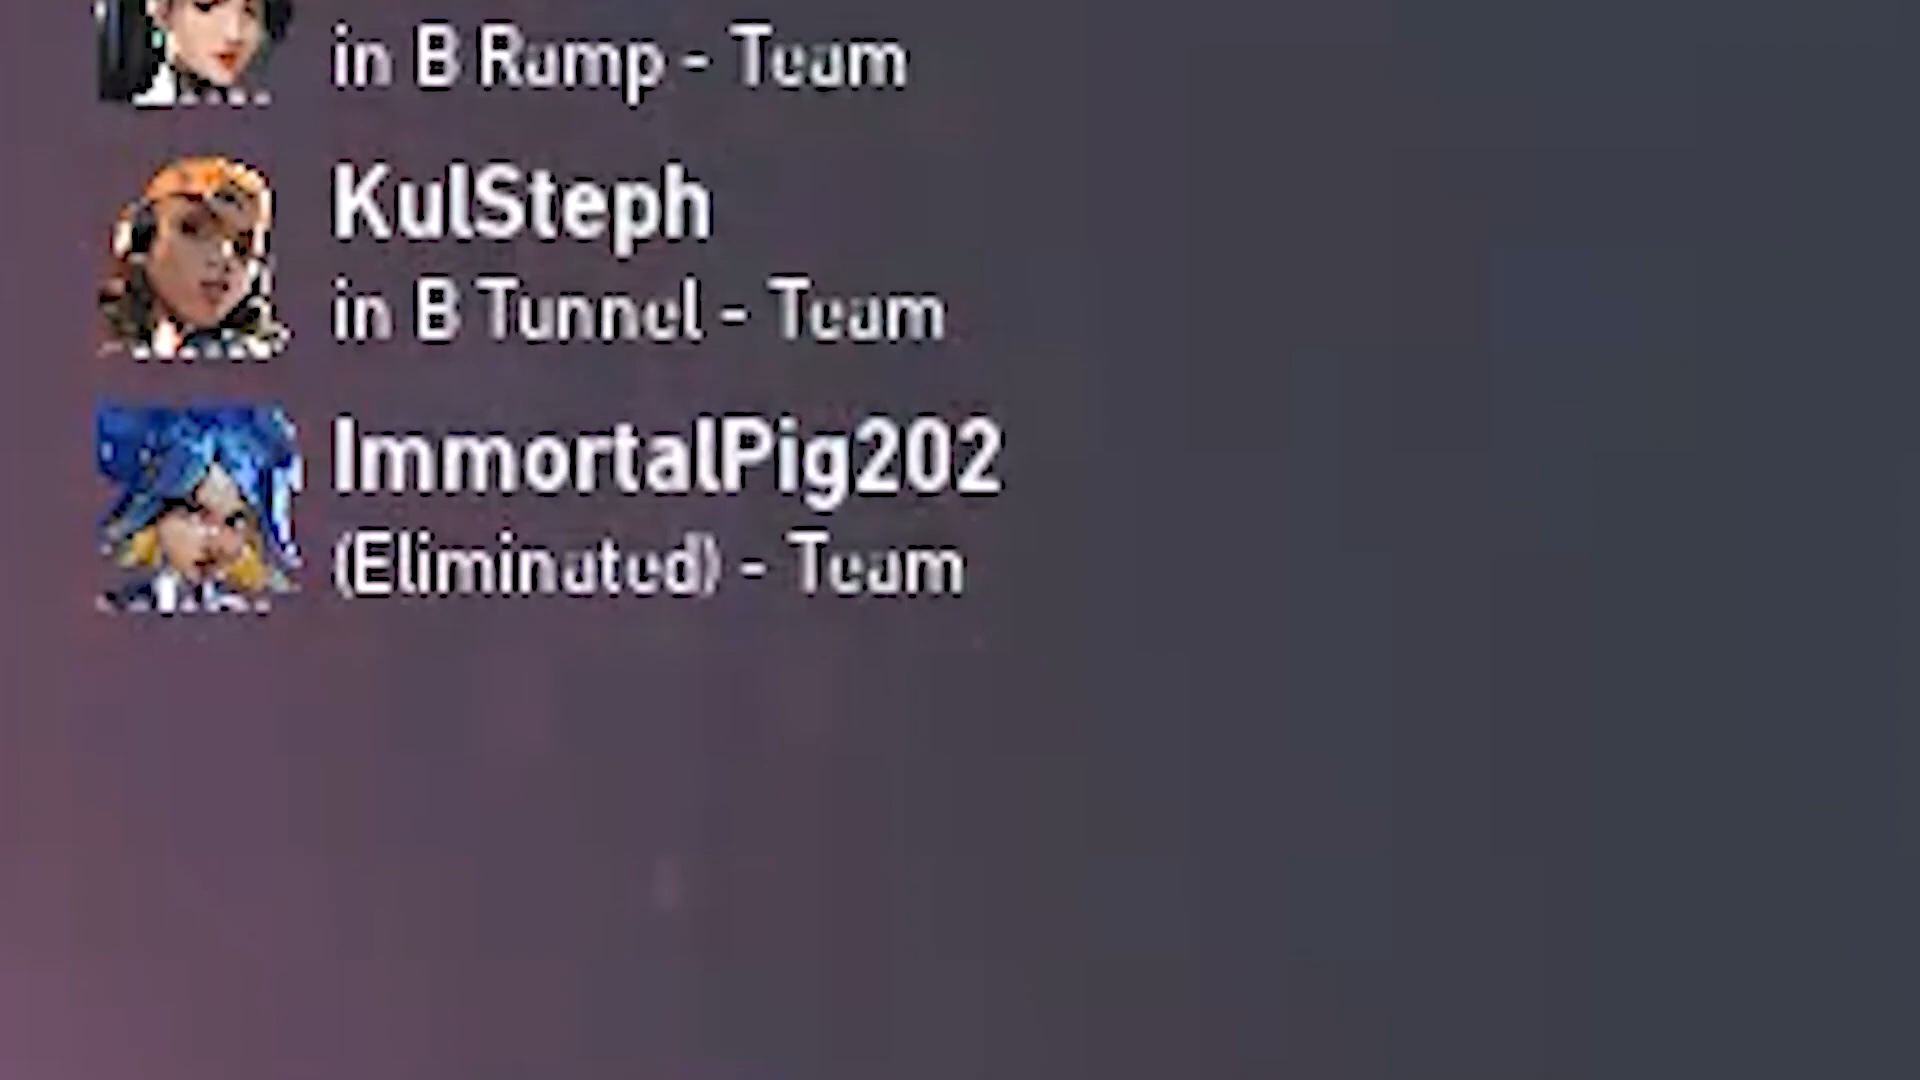 in B Ramp - Team
KulSteph
in B Tunnel - Team
ImmortalPig202
(Eliminated) - Team